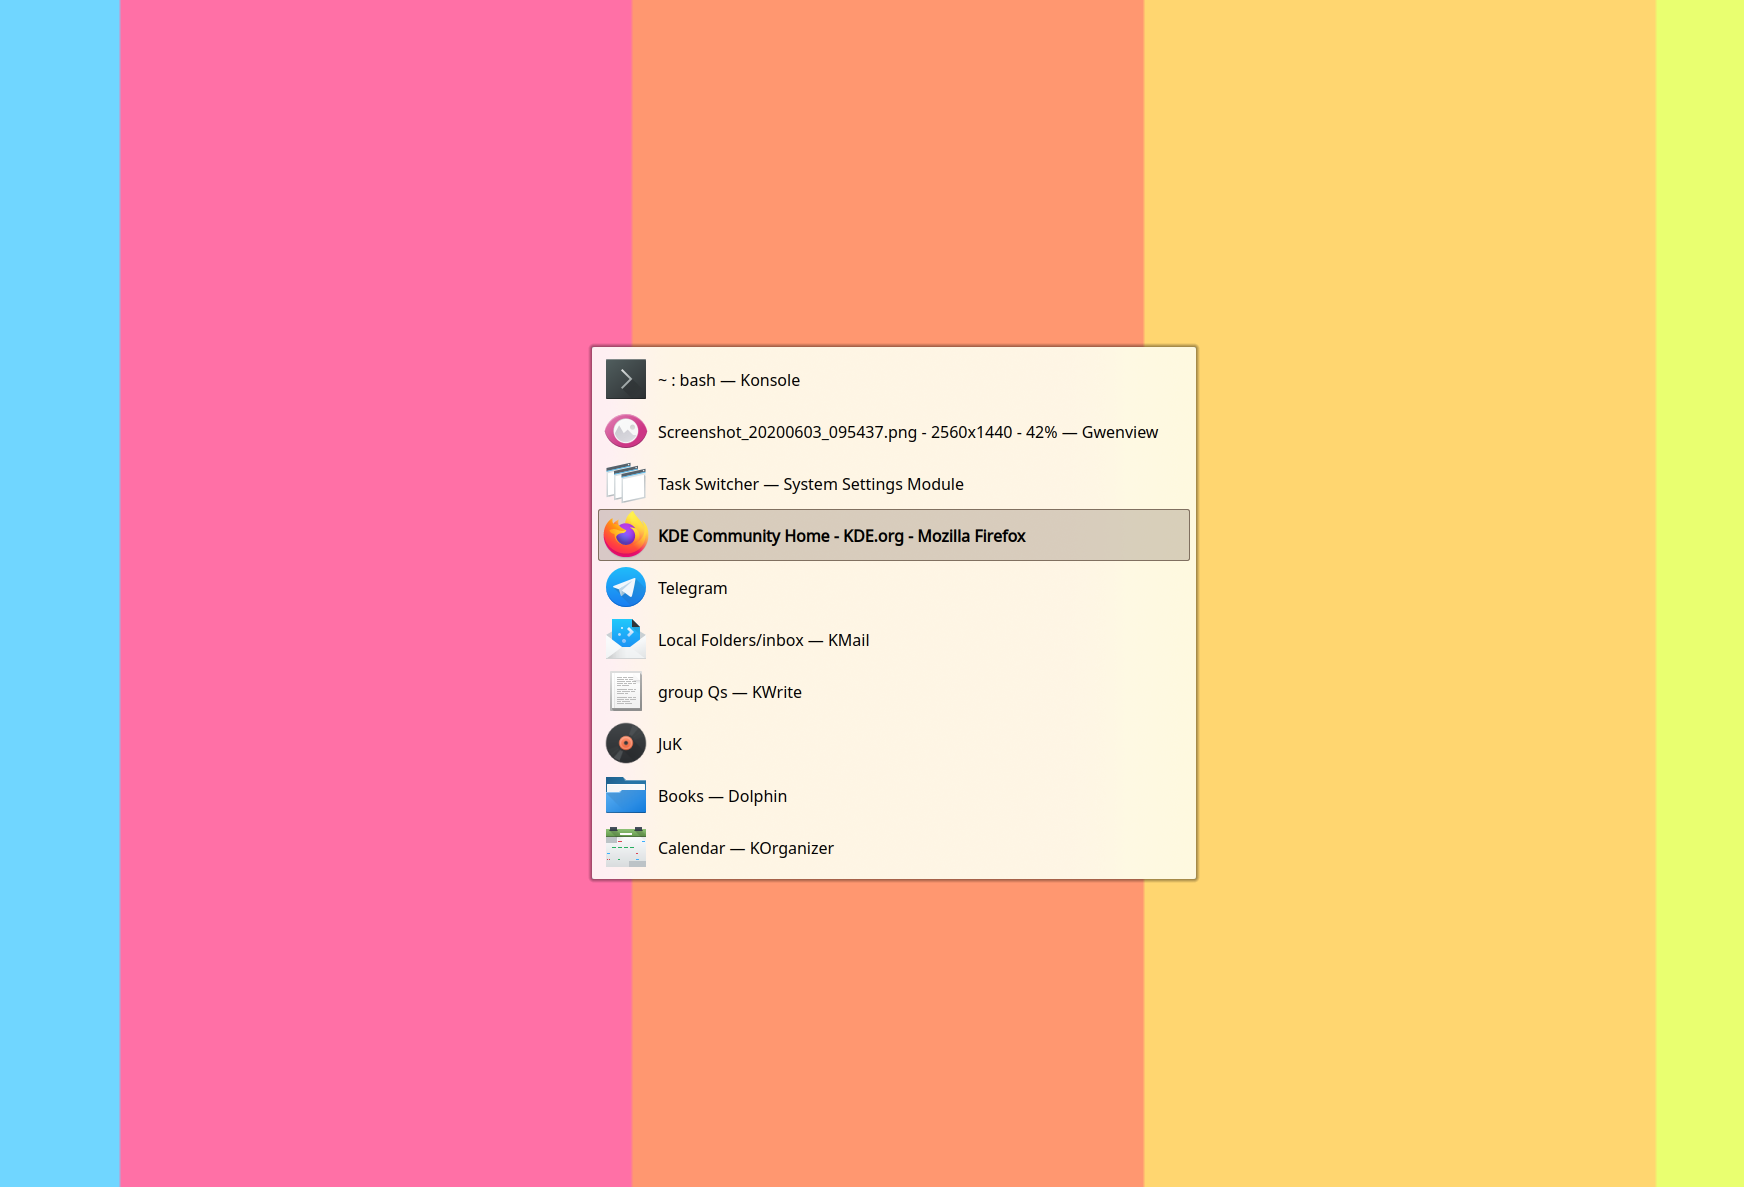 ~ : bash — Konsole
Screenshot_20200603_095437.png - 2560x1440 - 42% — Gwenview
Task Switcher — System Settings Module
KDE Community Home - KDE.org - Mozilla Firefox
Telegram
Local Folders/inbox — KMail
group Qs — KWrite
JuK
Books — Dolphin
Calendar — KOrganizer